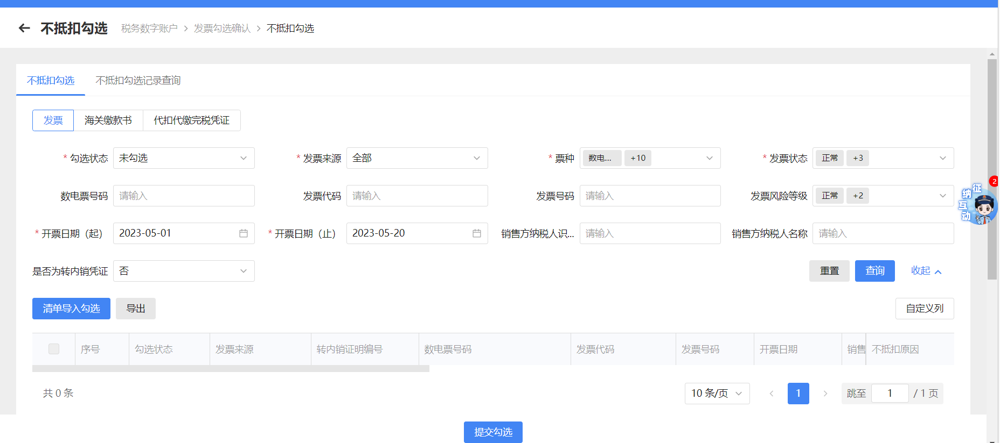 不抵扣勾选 税务数字账户 > 发票勾选确认 > 不抵扣勾选
不抵扣勾选 不抵扣勾选记录查询
发票 海关缴款书 代扣代缴完税凭证
* 勾选状态 未勾选 * 发票来源 全部 * 票种 数电... +10 * 发票状态 正常 +3
数电票号码 请输入 发票代码 请输入 发票号码 请输入 发票风险等级 正常 +2
* 开票日期（起） 2023-05-01 * 开票日期（止） 2023-05-20 销售方纳税人识... 请输入 销售方纳税人名称 请输入
是否为转内销凭证 否 重置 查询 收起
清单导入勾选 导出 自定义列
序号 勾选状态 发票来源 转内销证明编号 数电票号码 发票代码 发票号码 开票日期 销售 不抵扣原因
共 0 条 10 条/页 < 1 > 跳至 1 / 1 页
提交勾选
征纳互动 2